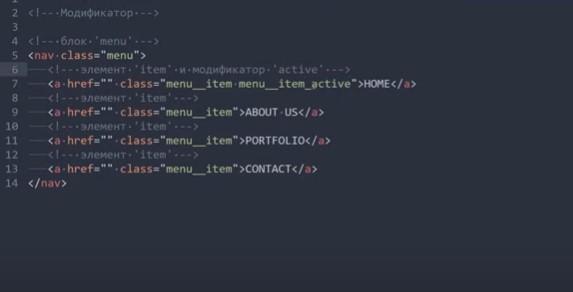 1
2 <!-- Модификатор -->
3
4 <!-- блок 'menu' -->
5 <nav class="menu">
6 <!-- элемент 'item' и модификатор 'active' -->
7 <a href="" class="menu__item menu__item_active">HOME</a>
8 <!-- элемент 'item' -->
9 <a href="" class="menu__item">ABOUT US</a>
10 <!-- элемент 'item' -->
11 <a href="" class="menu__item">PORTFOLIO</a>
12 <!-- элемент 'item' -->
13 <a href="" class="menu__item">CONTACT</a>
14 </nav>